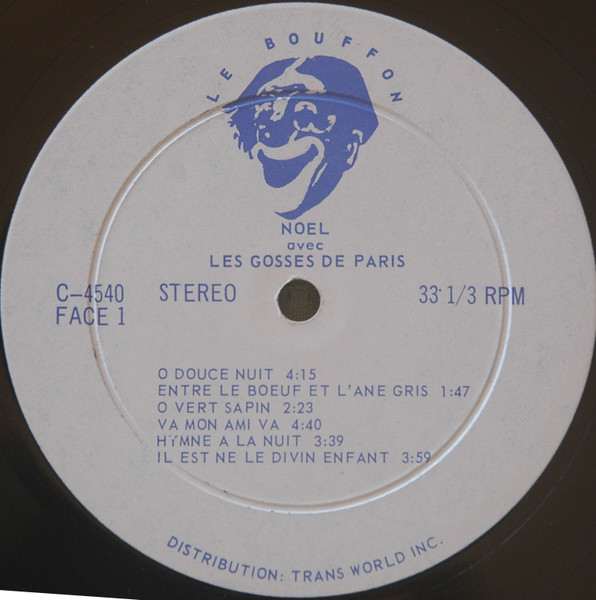 LE BOUFFON
NOEL
avec
LES GOSSES DE PARIS
C-4540 STEREO 33 1/3 RPM
FACE 1
O DOUCE NUIT 4:15
ENTRE LE BOEUF ET L'ANE GRIS 1:47
O VERT SAPIN 2:23
VA MON AMI VA 4:40
HYMNE A LA NUIT 3:39
IL EST NE LE DIVIN ENFANT 3:59
DISTRIBUTION: TRANS WORLD INC.